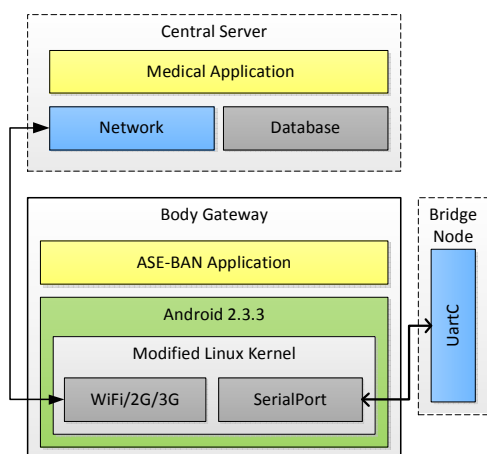 Central Server
Medical Application
Network
Database
Body Gateway
ASE-BAN Application
Android 2.3.3
Modified Linux Kernel
WiFi/2G/3G
SerialPort
Bridge
Node
UartC